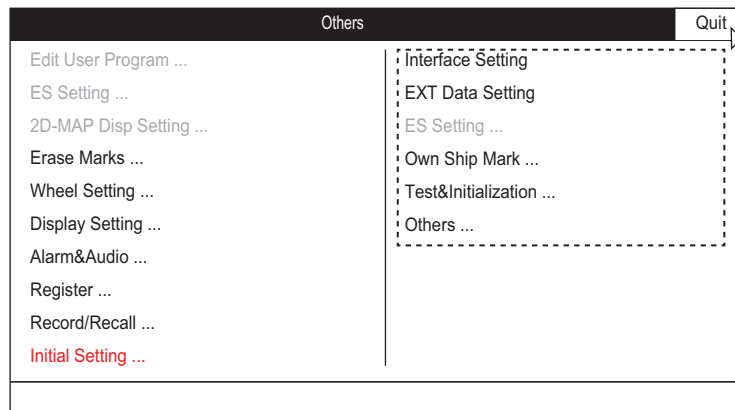 Others
Quit
Edit User Program ...
ES Setting ...
2D-MAP Disp Setting ...
Erase Marks ...
Wheel Setting ...
Display Setting ...
Alarm&Audio ...
Register ...
Record/Recall ...
Initial Setting ...
Interface Setting
EXT Data Setting
ES Setting ...
Own Ship Mark ...
Test&Initialization ...
Others ...